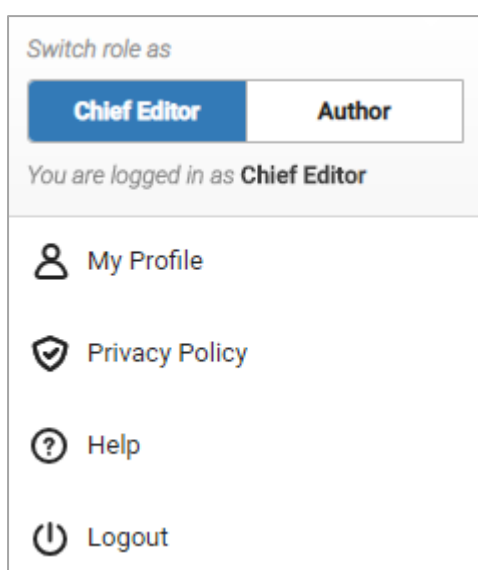 Switch role as
Chief Editor Author
You are logged in as Chief Editor
My Profile
Privacy Policy
Help
Logout